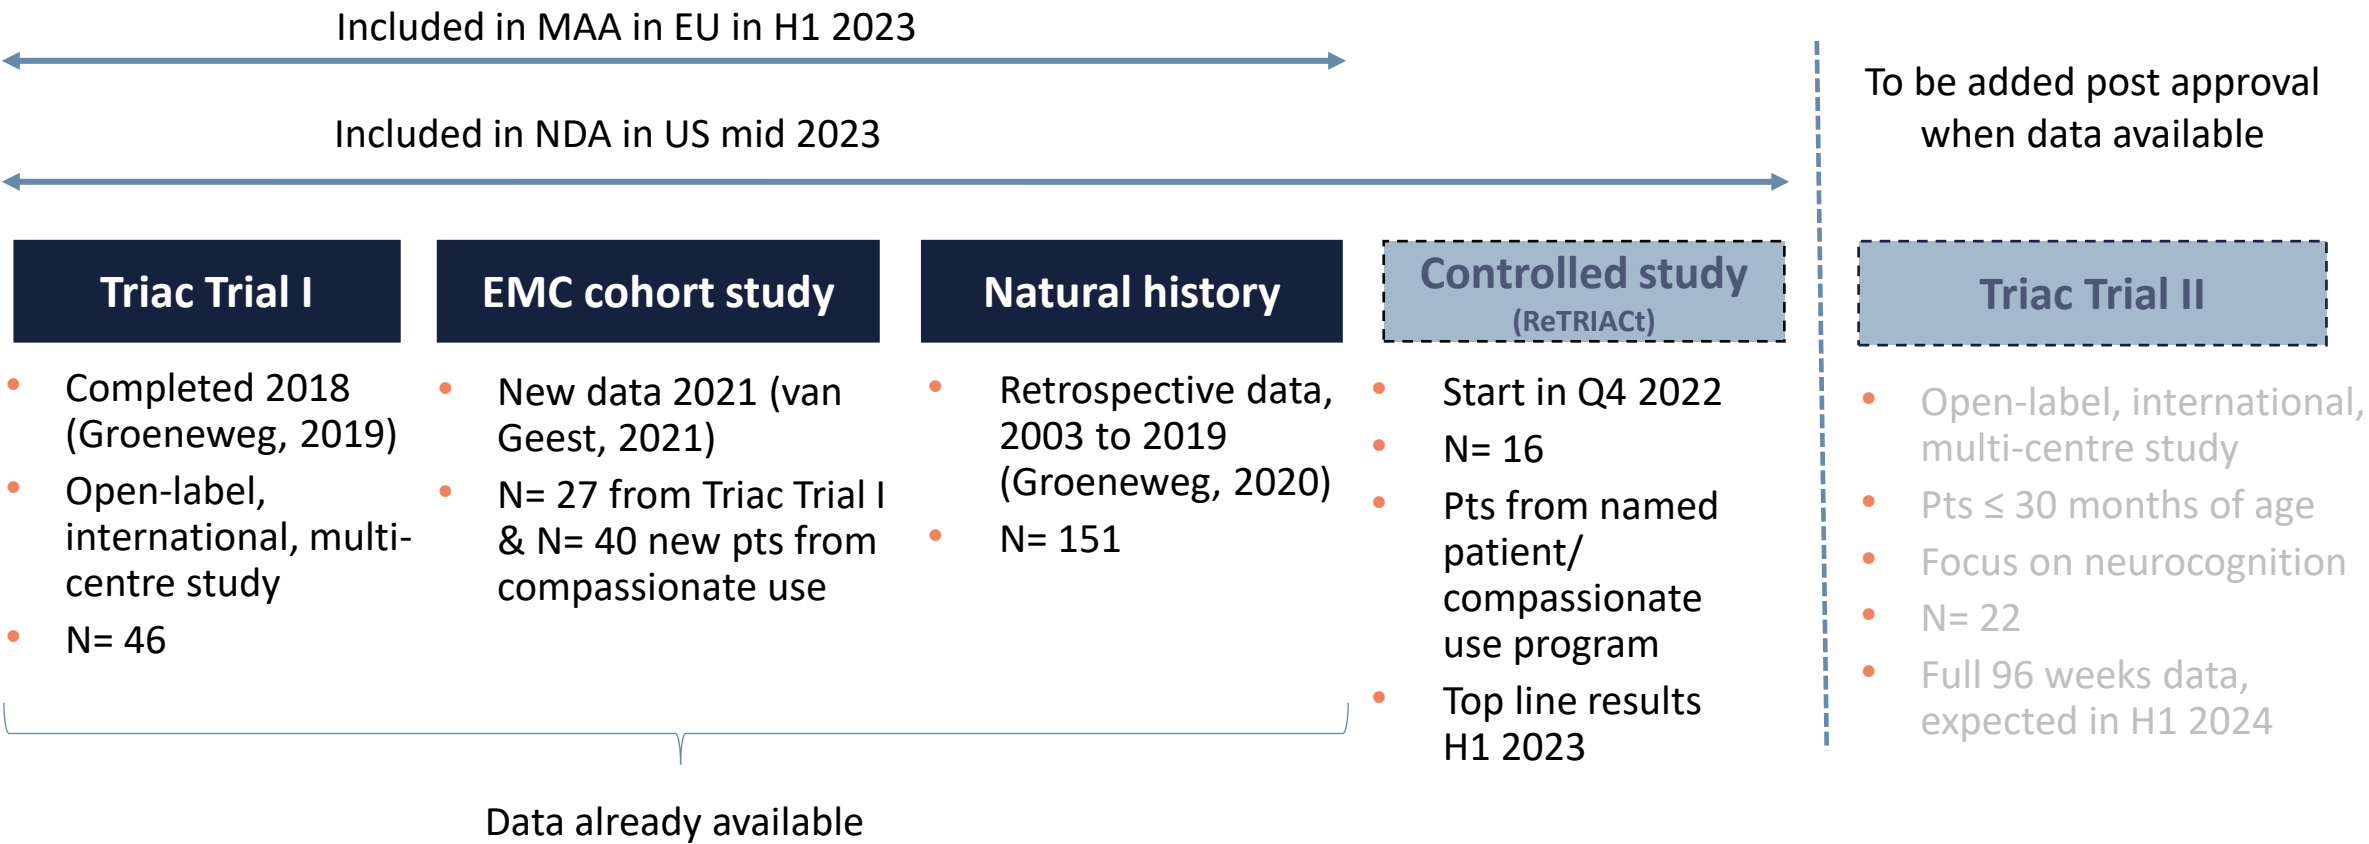 Included in MAA in EU in H1 2023
Included in NDA in US mid 2023
To be added post approval
when data available
Triac Trial I
• Completed 2018
(Groeneweg, 2019)
• Open-label,
international, multi-
centre study
• N= 46
EMC cohort study
• New data 2021 (van
Geest, 2021)
• N= 27 from Triac Trial I
& N= 40 new pts from
compassionate use
Natural history
• Retrospective data,
2003 to 2019
(Groeneweg, 2020)
• N= 151
Controlled study
(ReTRIACt)
• Start in Q4 2022
• N= 16
• Pts from named
patient/
compassionate
use program
• Top line results
H1 2023
Triac Trial II
• Open-label, international,
multi-centre study
• Pts ≤ 30 months of age
• Focus on neurocognition
• N= 22
• Full 96 weeks data,
expected in H1 2024
Data already available